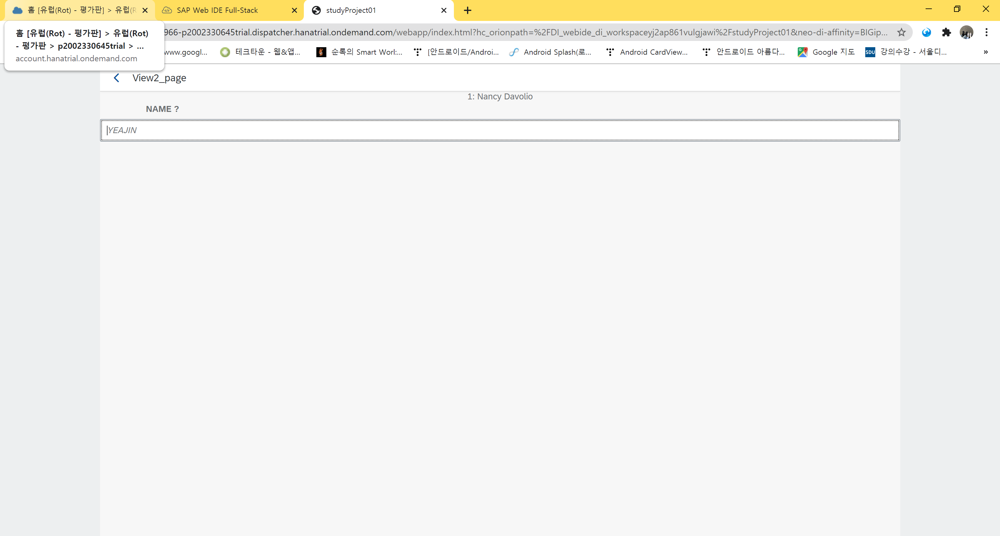 홈 [유럽(Rot) - 평가판] > 유럽(R
SAP Web IDE Full-Stack
studyProject01
홈 [유럽(Rot) - 평가판] > 유럽(Rot)
- 평가판 > p2002330645trial > ...
account.hanatrial.ondemand.com
966-p2002330645trial.dispatcher.hanatrial.ondemand.com/webapp/index.html?hc_orionpath=%2FDI_webide_di_workspaceyj2ap861vulgjawi%2FstudyProject01&neo-di-affinity=BIGip...
www.googl...
테크타운 - 웹&앱...
순록의 Smart Worl:...
[안드로이드/Androi...
Android Splash(로...
Android CardView...
안드로이드 아름다...
Google 지도
SDU 강의수강 - 서울디...
»
View2_page
1: Nancy Davolio
NAME ?
YEAJIN